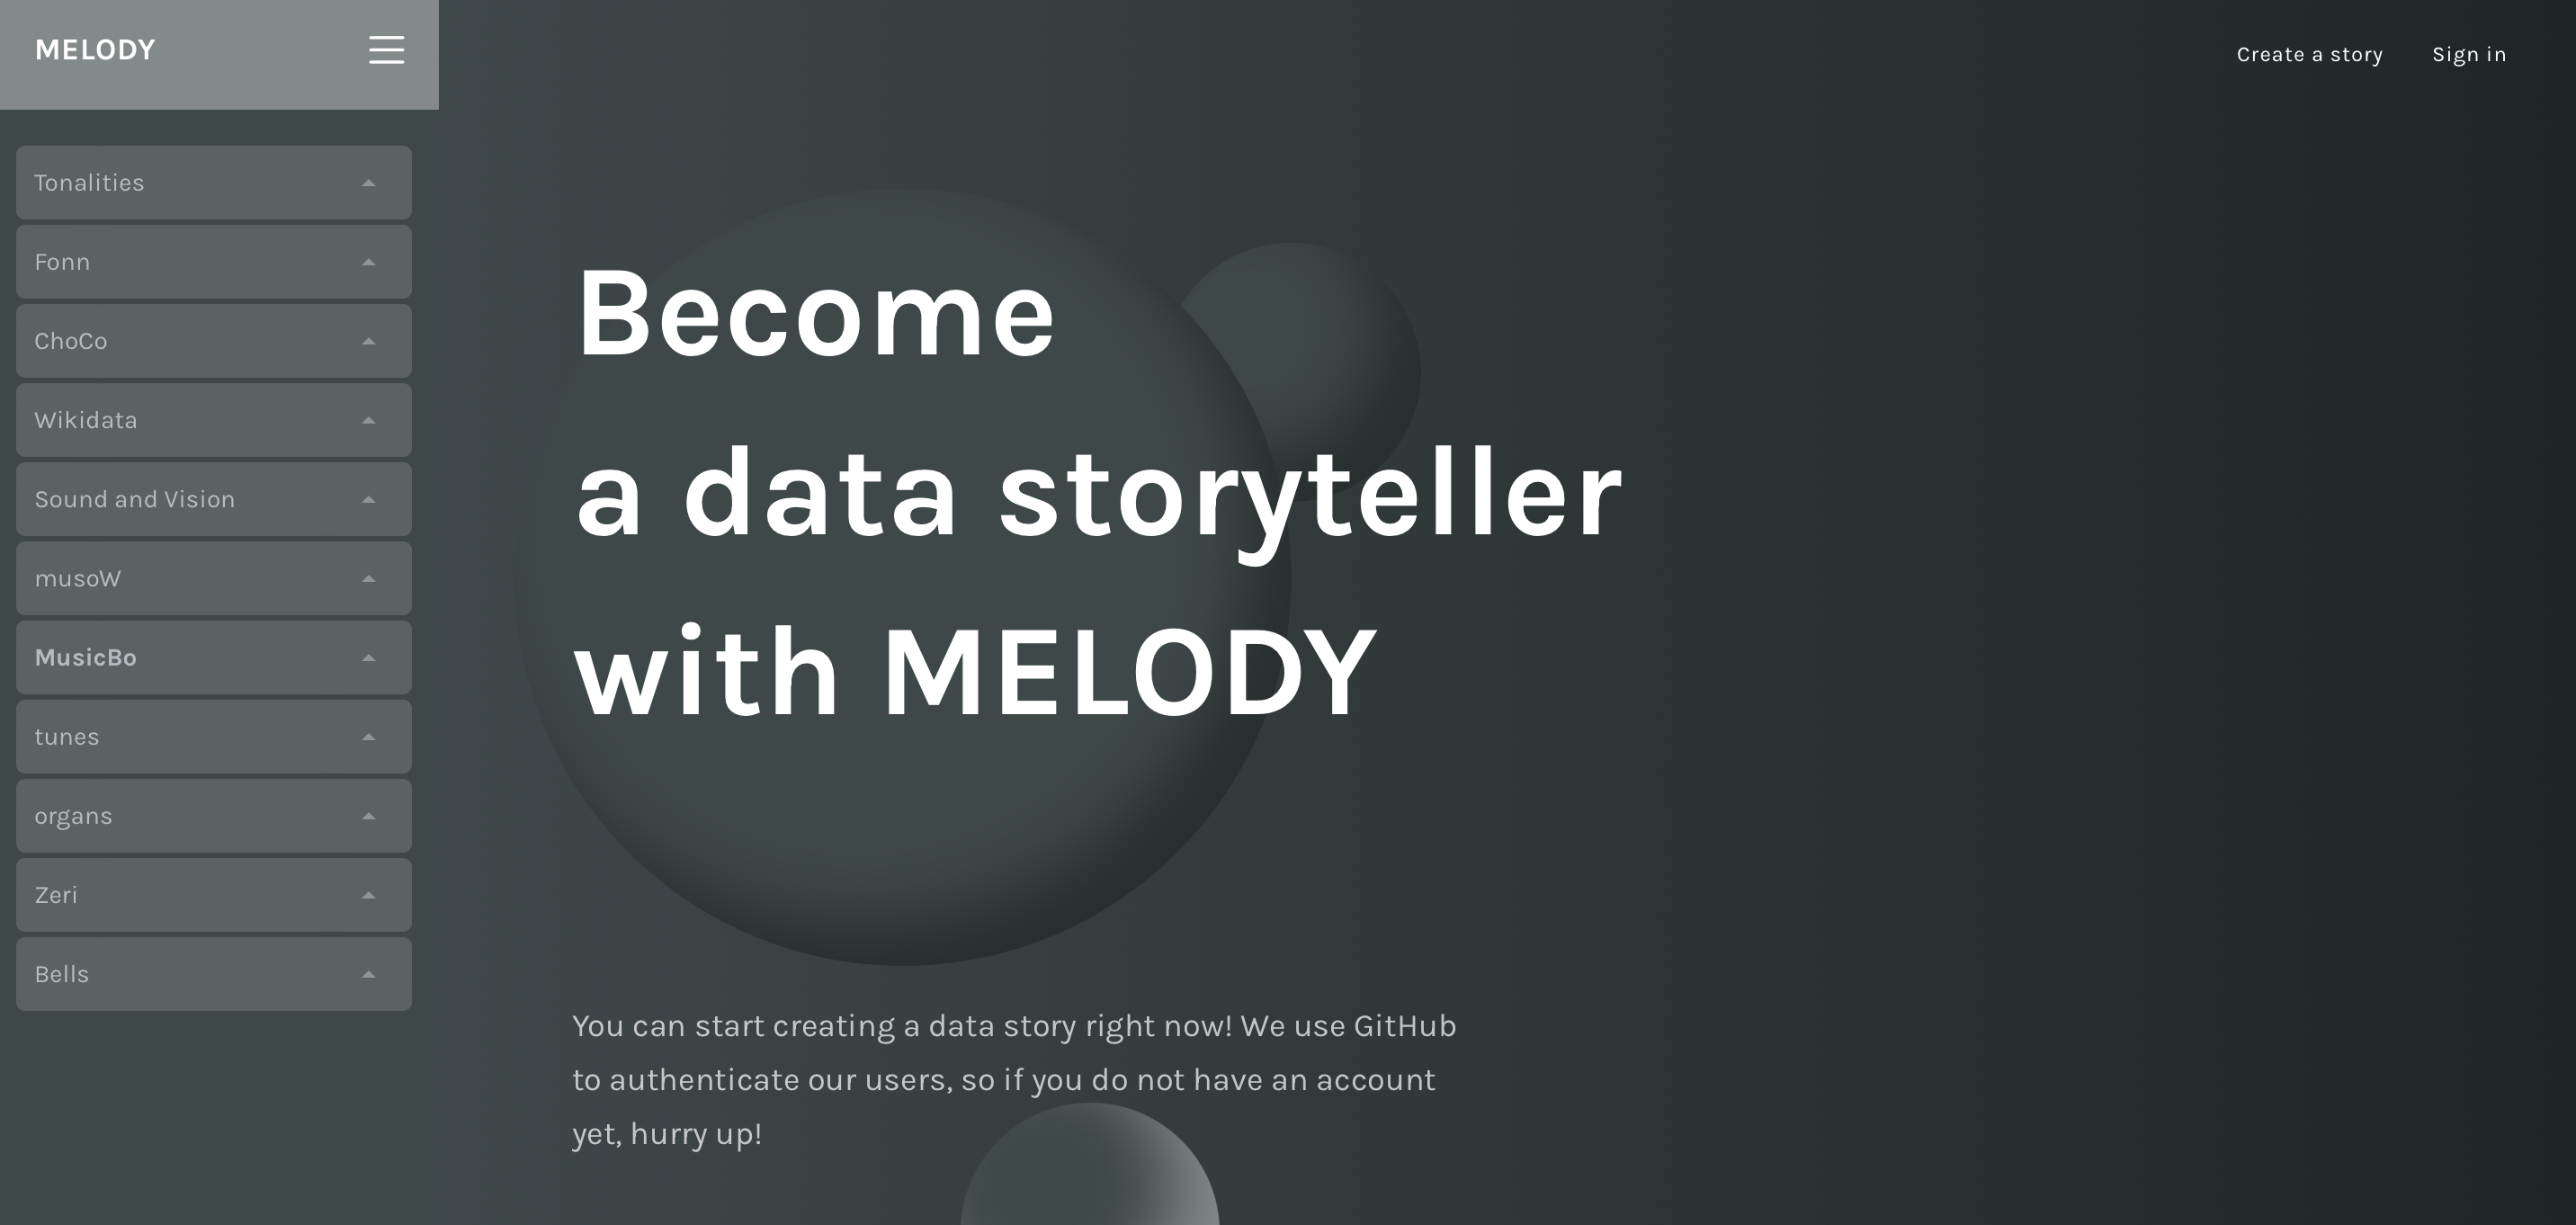 MELODY
Create a story
Sign in
Tonalities
Fonn
ChoCo
Wikidata
Sound and Vision
musoW
MusicBo
tunes
organs
Zeri
Bells
Become
a data storyteller
with MELODY
You can start creating a data story right now! We use GitHub
to authenticate our users, so if you do not have an account
yet, hurry up!